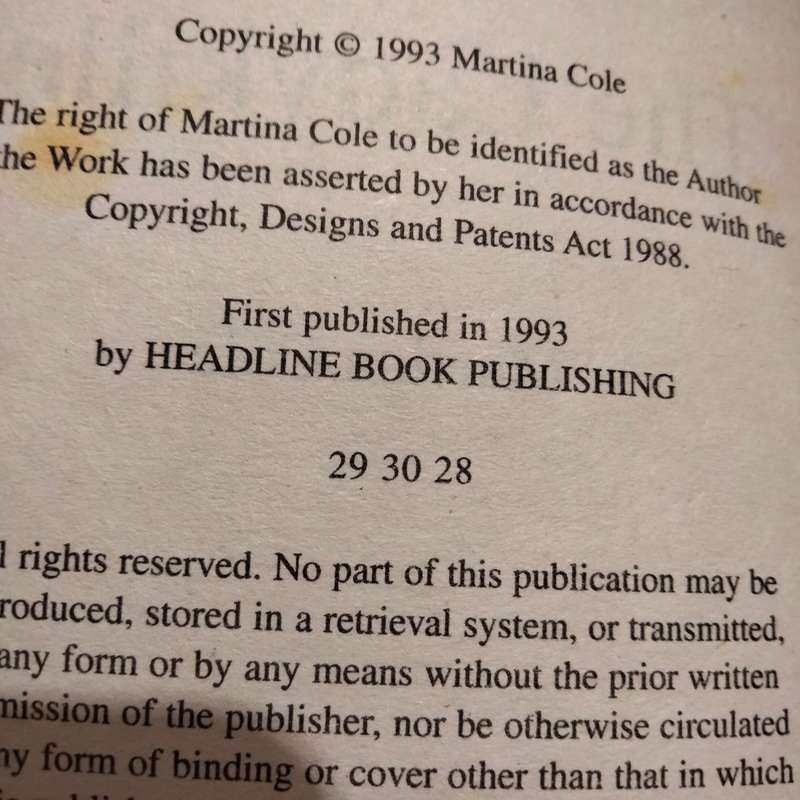 Copyright © 1993 Martina Cole
The right of Martina Cole to be identified as the Author
the Work has been asserted by her in accordance with the
Copyright, Designs and Patents Act 1988.
First published in 1993
by HEADLINE BOOK PUBLISHING
29 30 28
l rights reserved. No part of this publication may be
roduced, stored in a retrieval system, or transmitted,
any form or by any means without the prior written
mission of the publisher, nor be otherwise circulated
ny form of binding or cover other than that in which